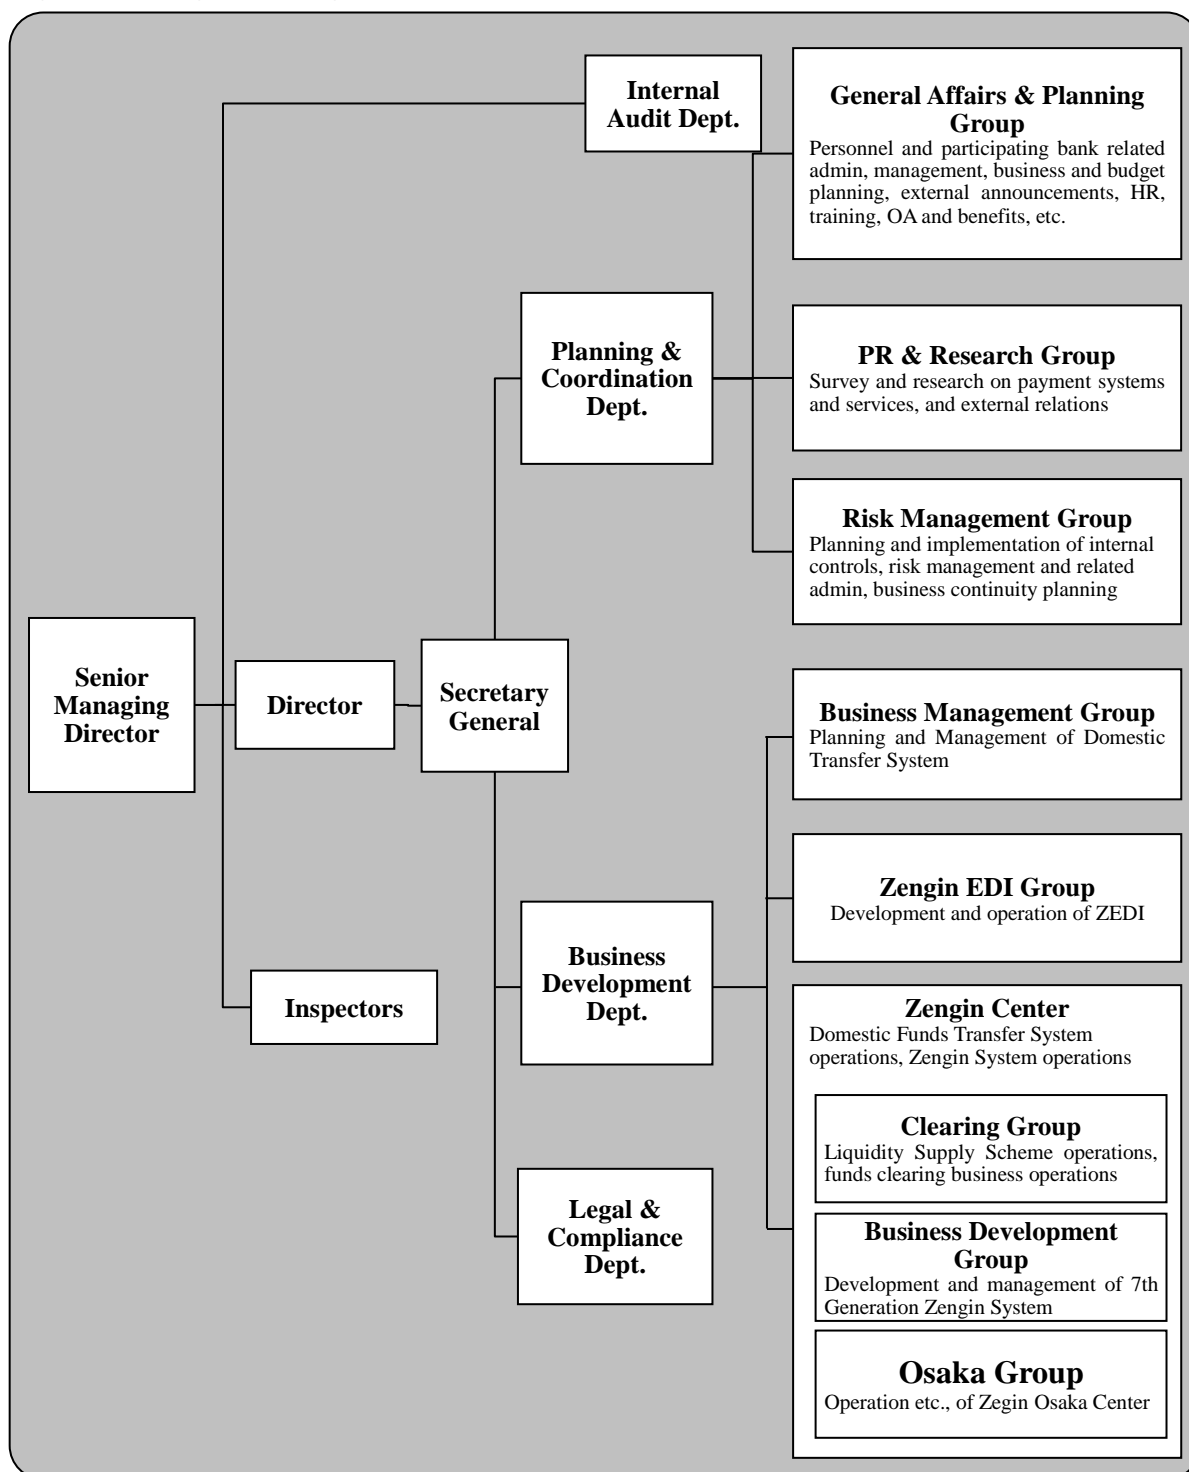 Internal
Audit Dept.
General Affairs & Planning
Group
Personnel and participating bank related
admin, management, business and budget
planning, external announcements, HR,
training, OA and benefits, etc.
Planning &
Coordination
Dept.
PR & Research Group
Survey and research on payment systems
and services, and external relations
Risk Management Group
Planning and implementation of internal
controls, risk management and related
admin, business continuity planning
Senior
Managing
Director
Director
Secretary
General
Business Management Group
Planning and Management of Domestic
Transfer System
Zengin EDI Group
Development and operation of ZEDI
Business
Development
Dept.
Inspectors
Zengin Center
Domestic Funds Transfer System
operations, Zengin System operations
Clearing Group
Liquidity Supply Scheme operations,
funds clearing business operations
Legal &
Compliance
Dept.
Business Development
Group
Development and management of 7th
Generation Zengin System
Osaka Group
Operation etc., of Zegin Osaka Center